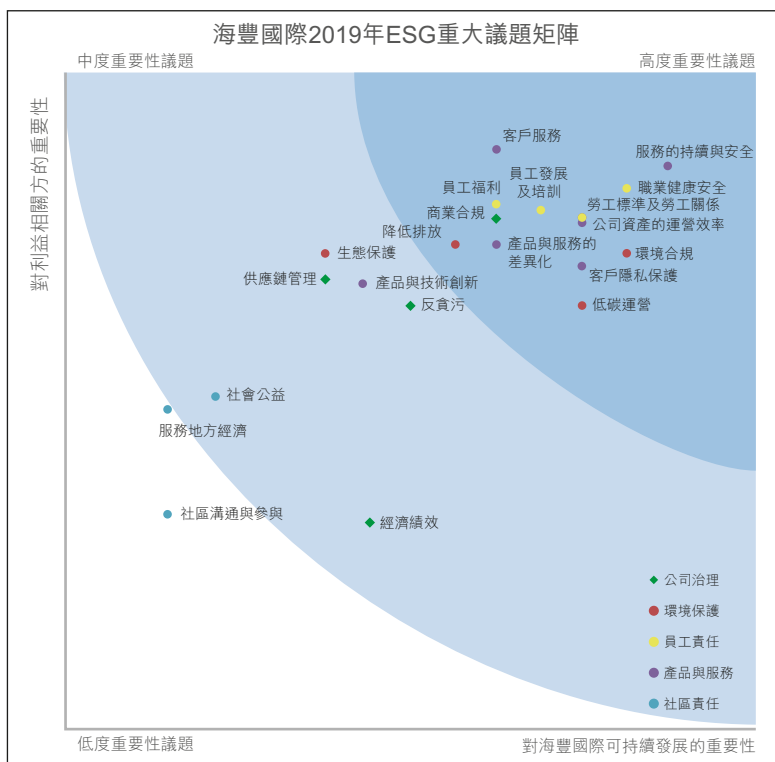 海豐國際2019年ESG重大議題矩陣
中度重要性議題
高度重要性議題
對利益相關方的重要性
客戶服務
服務的持續與安全
員工發展
及培訓
員工福利
職業健康安全
勞工標準及勞工關係
商業合規
公司資產的運營效率
降低排放
產品與服務的
差異化
環境合規
生態保護
客戶隱私保護
供應鏈管理
產品與技術創新
反貪污
低碳運營
社會公益
服務地方經濟
社區溝通與參與
經濟績效
公司治理
環境保護
員工責任
產品與服務
社區責任
低度重要性議題
對海豐國際可持續發展的重要性